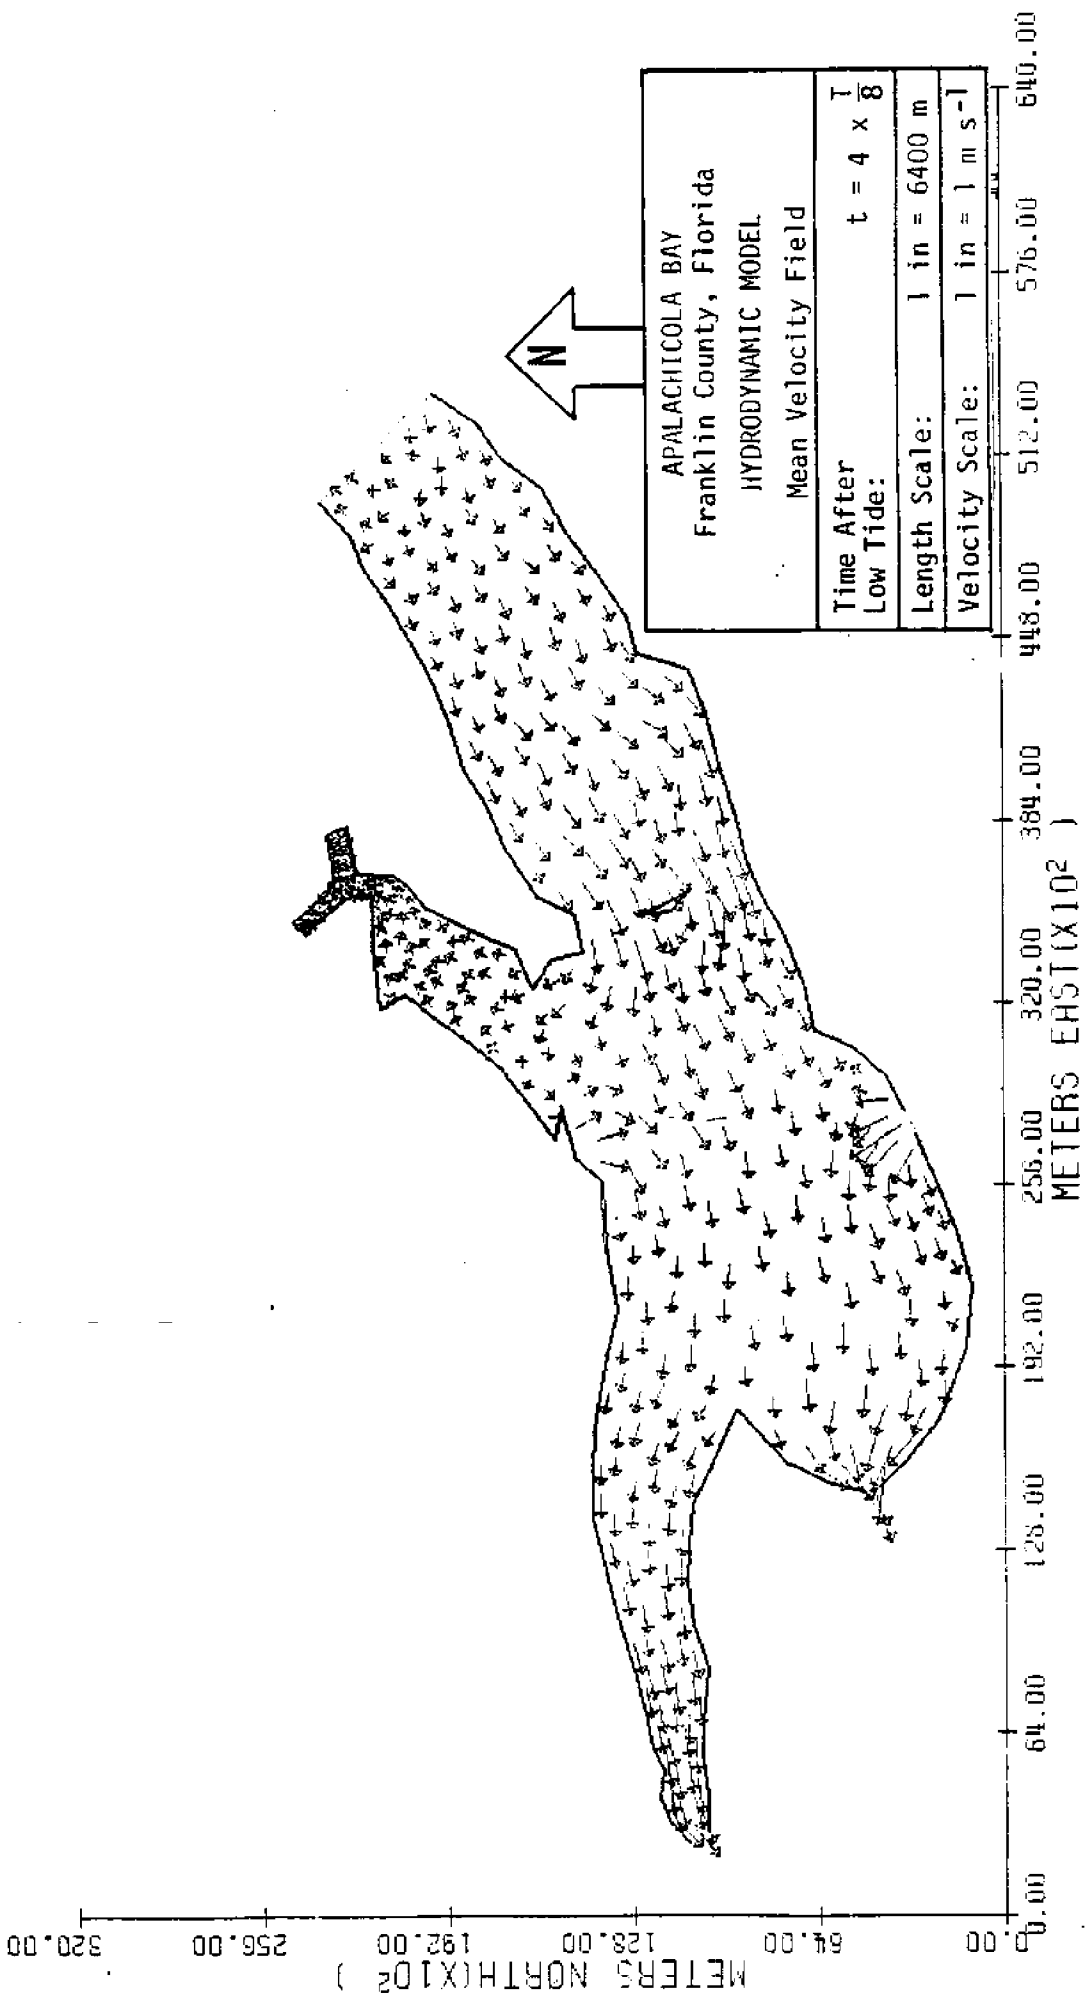 N
APALACHICOLA BAY
Franklin County, Florida
HYDRODYNAMIC MODEL
Mean Velocity Field
Time After
Low Tide: t = 4 x T/8
Length Scale: 1 in = 6400 m
Velocity Scale: 1 in = 1 m s-1
320.00
256.00
192.00
128.00
64.00
0.00
METERS NORTH(X10²)
0.00 64.00 128.00 192.00 256.00 320.00 384.00 448.00 512.00 576.00 640.00
METERS EAST(X10²)